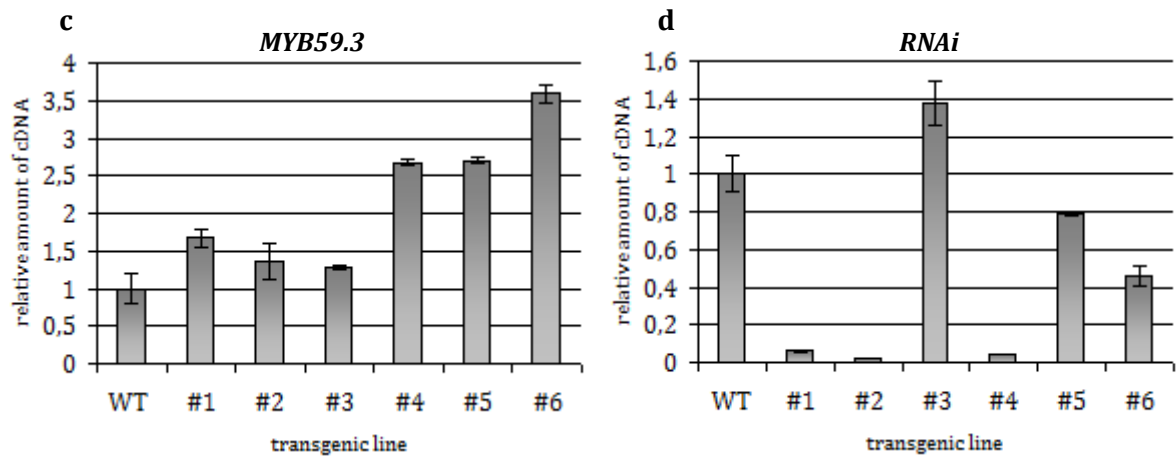 c
MYB59.3
relative amount of cDNA
4
3,5
3
2,5
2
1,5
1
0,5
0
WT #1 #2 #3 #4 #5 #6
transgenic line
d
RNAi
relative amount of cDNA
1,6
1,4
1,2
1
0,8
0,6
0,4
0,2
0
WT #1 #2 #3 #4 #5 #6
transgenic line